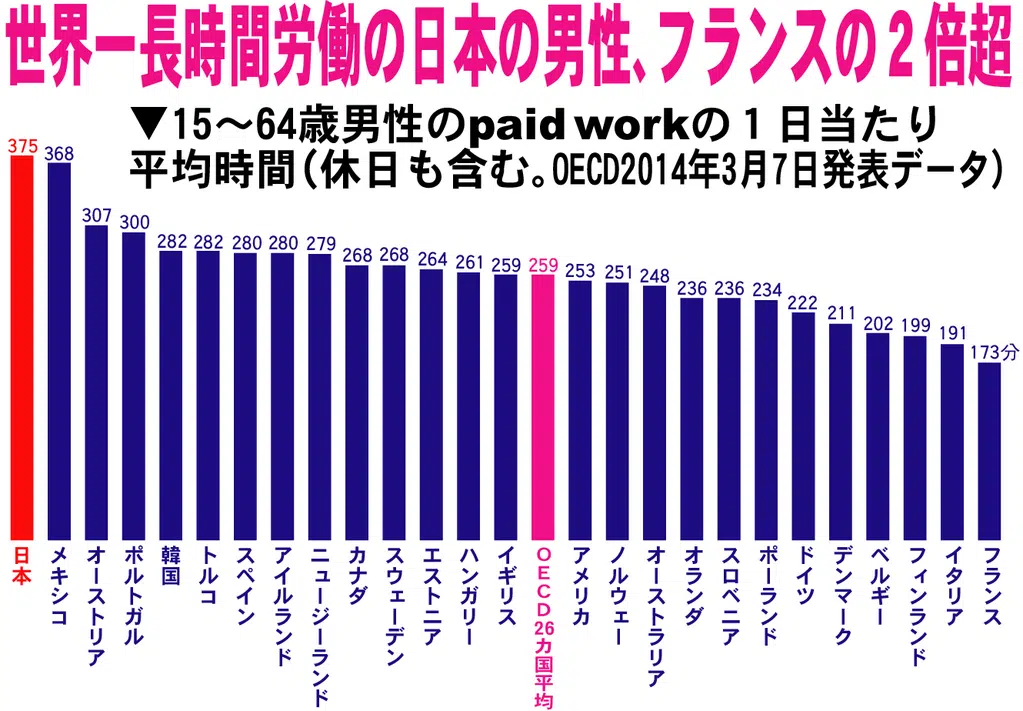 世界一長時間労働の日本の男性、フランスの２倍超
▼15～64歳男性のpaid workの１日当たり
平均時間（休日も含む。OECD2014年3月7日発表データ）
375
368
307
300
282
282
280
280
279
268
268
264
261
259
259
253
251
248
236
236
234
222
211
202
199
191
173分
日本
メキシコ
オーストリア
ポルトガル
韓国
トルコ
スペイン
アイルランド
ニュージーランド
カナダ
スウェーデン
エストニア
ハンガリー
イギリス
ＯＥＣＤ26カ国平均
アメリカ
ノルウェー
オーストラリア
オランダ
スロベニア
ポーランド
ドイツ
デンマーク
ベルギー
フィンランド
イタリア
フランス